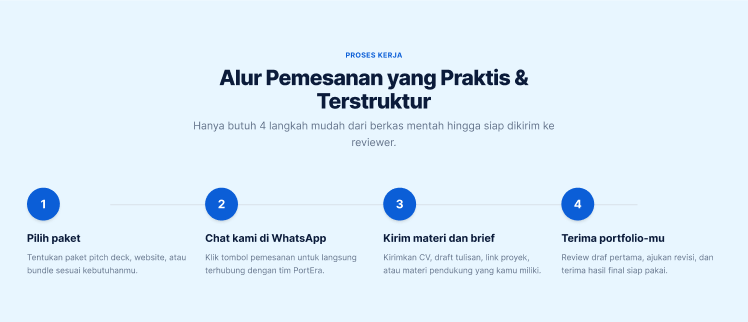 PROSES KERJA
Alur Pemesanan yang Praktis &
Terstruktur
Hanya butuh 4 langkah mudah dari berkas mentah hingga siap dikirim ke
reviewer.
1
2
3
4
Pilih paket
Tentukan paket pitch deck, website, atau
bundle sesuai kebutuhanmu.
Chat kami di WhatsApp
Klik tombol pemesanan untuk langsung
terhubung dengan tim PortEra.
Kirim materi dan brief
Kirimkan CV, draft tulisan, link proyek,
atau materi pendukung yang kamu miliki.
Terima portfolio-mu
Review draf pertama, ajukan revisi, dan
terima hasil final siap pakai.